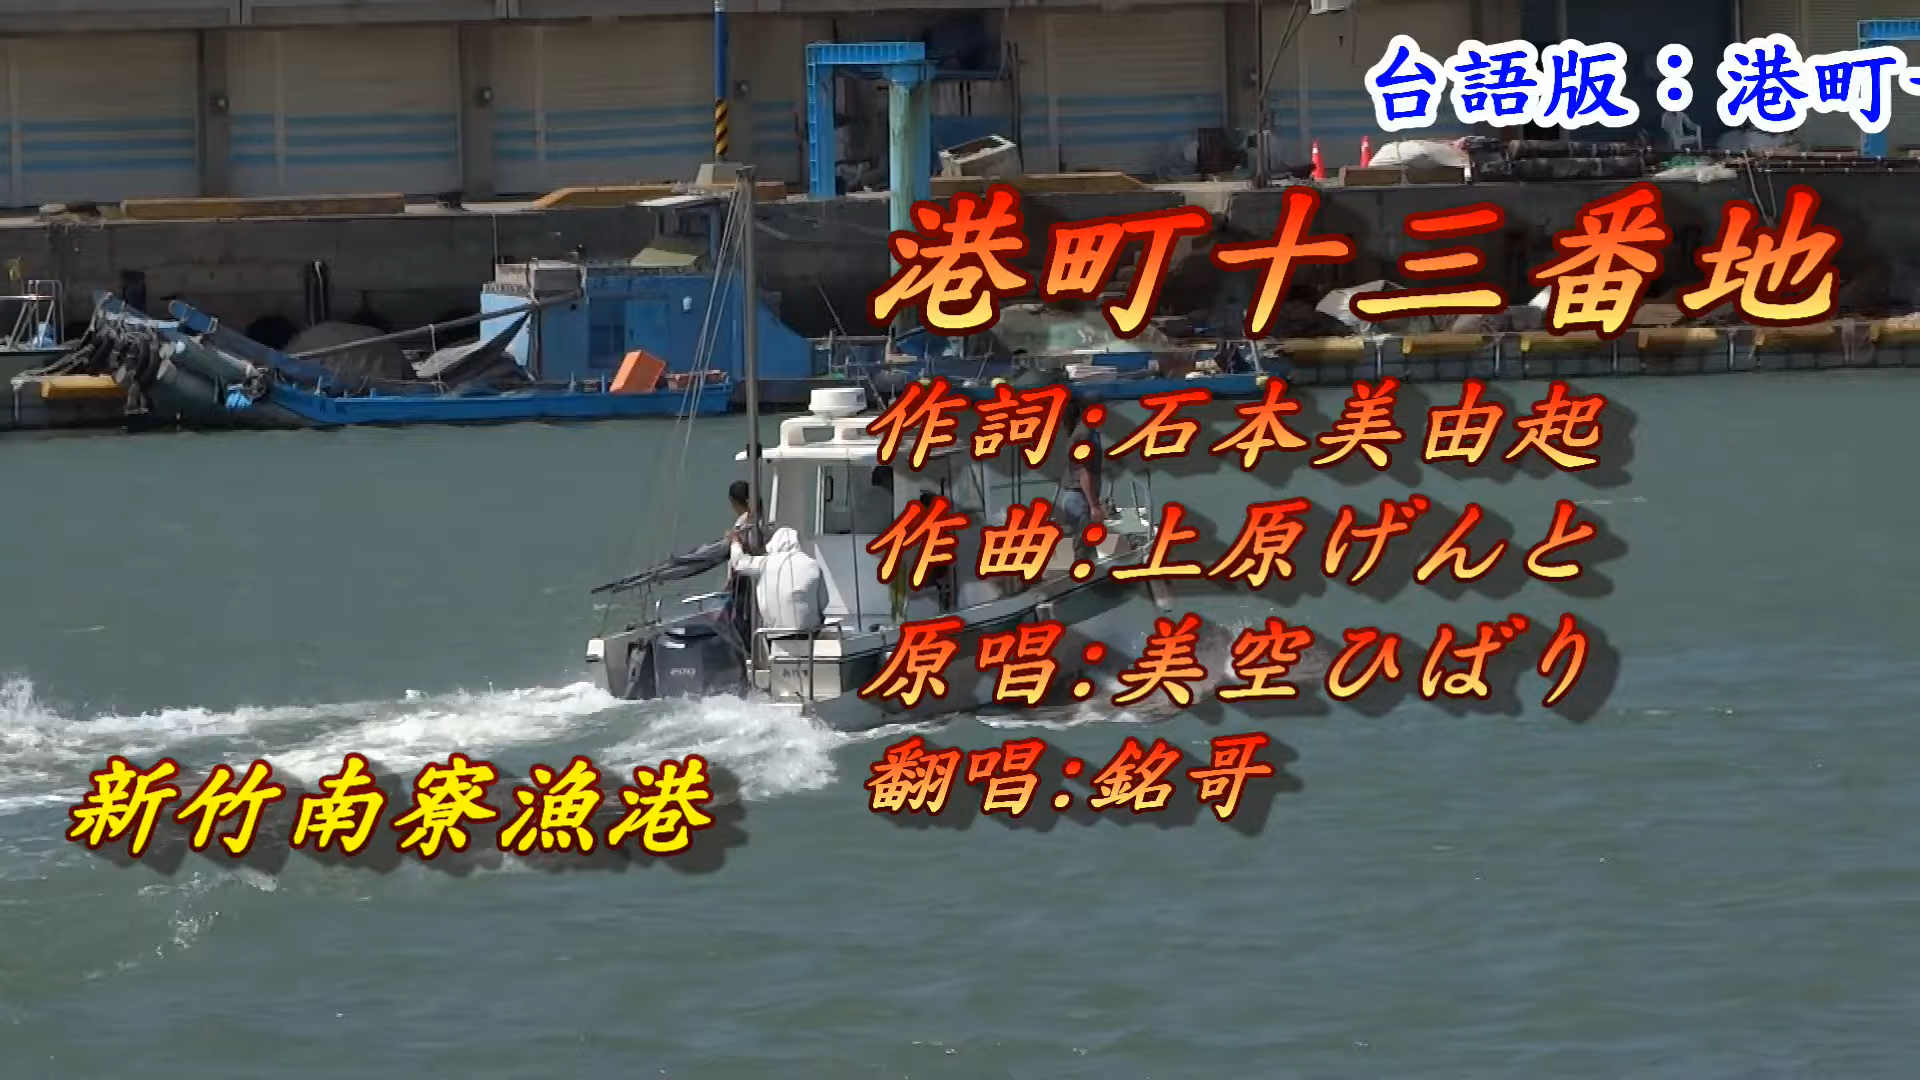 台語版：港町
港町十三番地
作詞:石本美由起
作曲:上原げんと
原唱:美空ひばり
翻唱:銘哥
新竹南寮漁港
200